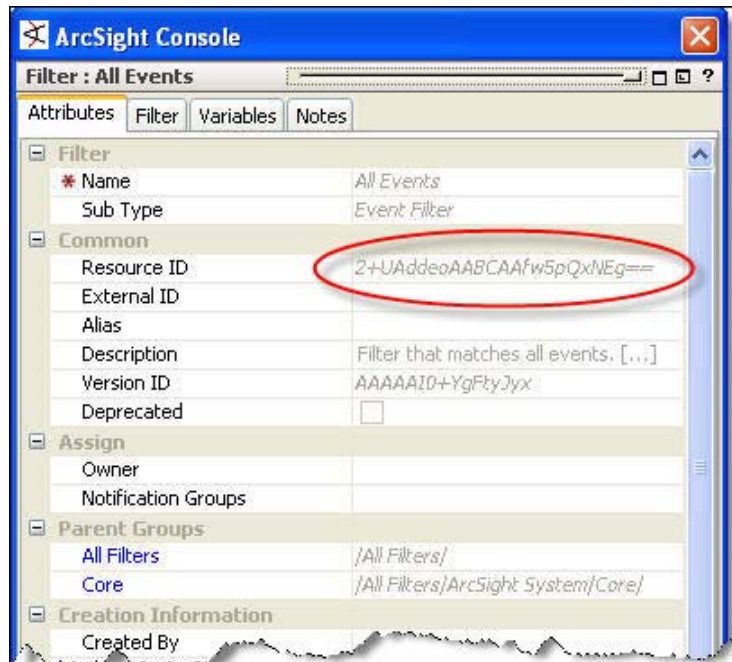 ArcSight Console
Filter : All Events ?
Attributes Filter Variables Notes
Filter
* Name All Events
Sub Type Event Filter
Common
Resource ID 2+UAddeoAABCAAfw5pQxNEg==
External ID
Alias
Description Filter that matches all events. [...]
Version ID AAAAAI0+YgFtyJyx
Deprecated
Assign
Owner
Notification Groups
Parent Groups
All Filters /All Filters/
Core /All Filters/ArcSight System/Core/
Creation Information
Created By